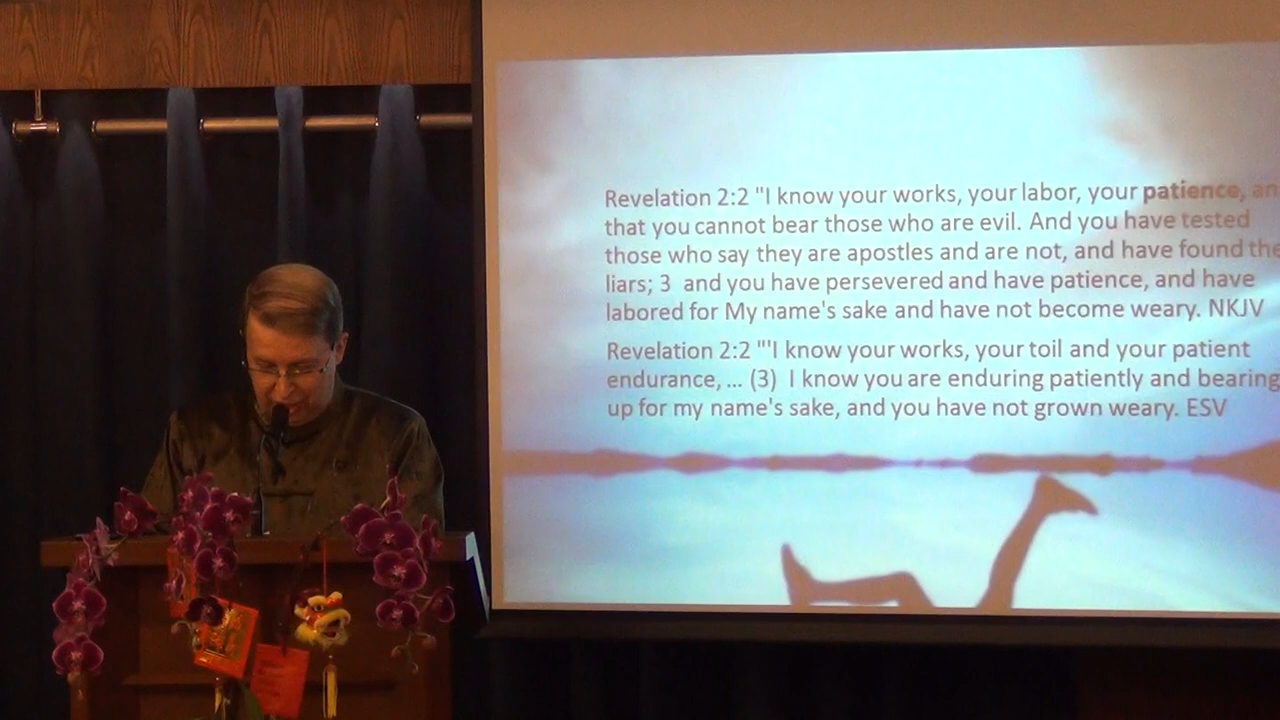 Revelation 2:2 "I know your works, your labor, your patience, an
that you cannot bear those who are evil. And you have tested
those who say they are apostles and are not, and have found the
liars; 3 and you have persevered and have patience, and have
labored for My name's sake and have not become weary. NKJV
Revelation 2:2 "'I know your works, your toil and your patient
endurance, ... (3) I know you are enduring patiently and bearing
up for my name's sake, and you have not grown weary. ESV